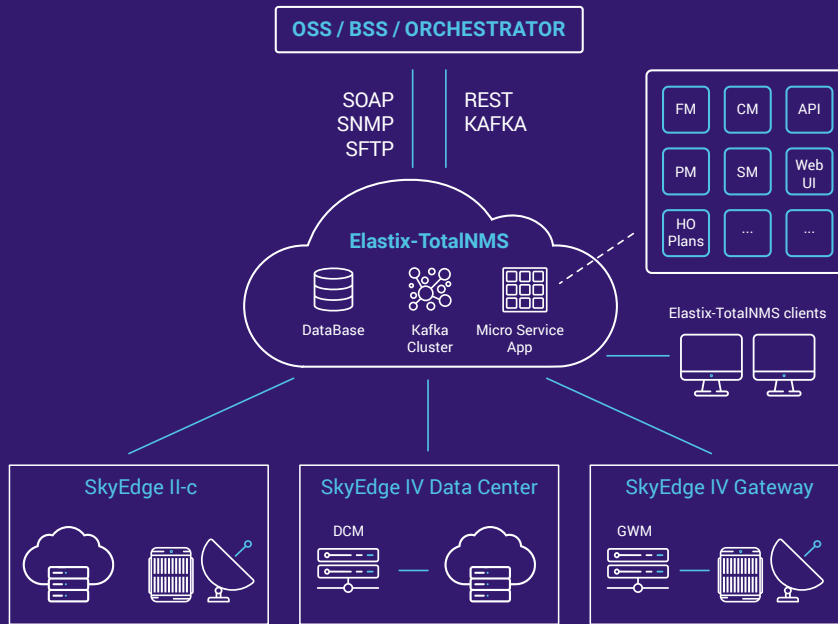 OSS / BSS / ORCHESTRATOR
SOAP
SNMP
SFTP
REST
KAFKA
FM
CM
API
PM
SM
Web
UI
HO
Plans
...
...
Elastix-TotalNMS
DataBase
Kafka
Cluster
Micro Service
App
Elastix-TotalNMS clients
SkyEdge II-c
SkyEdge IV Data Center
DCM
SkyEdge IV Gateway
GWM